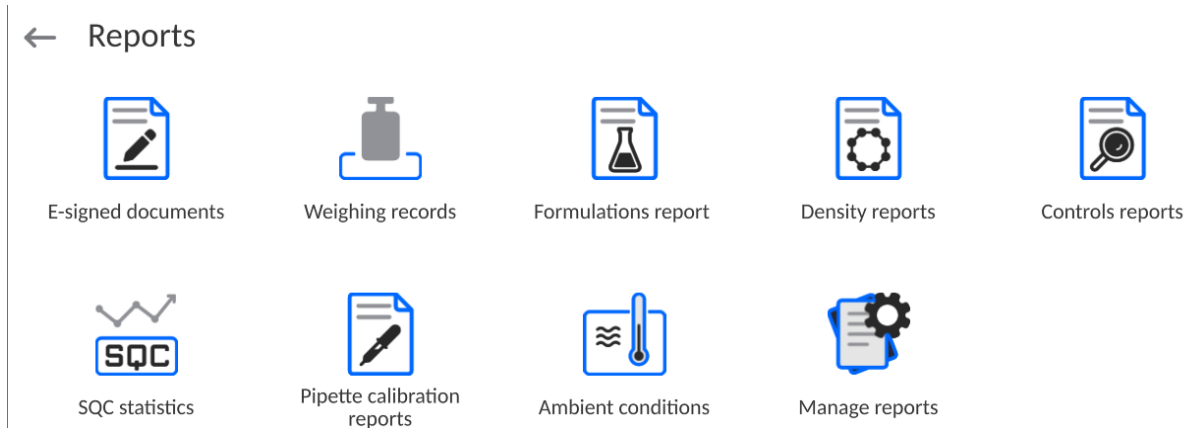 Reports
E-signed documents
Weighing records
Formulations report
Density reports
Controls reports
SQC
SQC statistics
Pipette calibration
reports
Ambient conditions
Manage reports